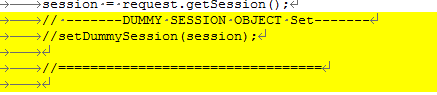 session = request.getSession();
// --------DUMMY SESSION OBJECT Set-------
//setDummySession(session);
//=================================